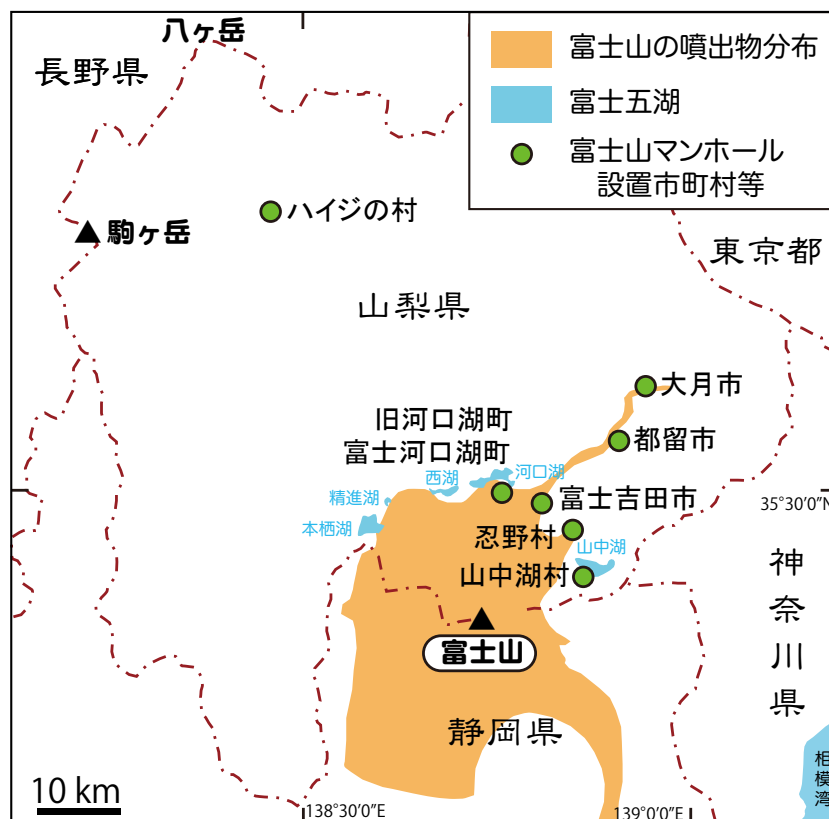 八ヶ岳
長野県
富士山の噴出物分布
富士五湖
富士山マンホール
設置市町村等
ハイジの村
駒ヶ岳
東京都
山梨県
大月市
旧河口湖町
都留市
富士河口湖町
西湖
河口湖
精進湖
富士吉田市
35°30'0"N
本栖湖
忍野村
山中湖
山中湖村
神奈川県
富士山
静岡県
相模湾
10 km
138°30'0"E
139°0'0"E